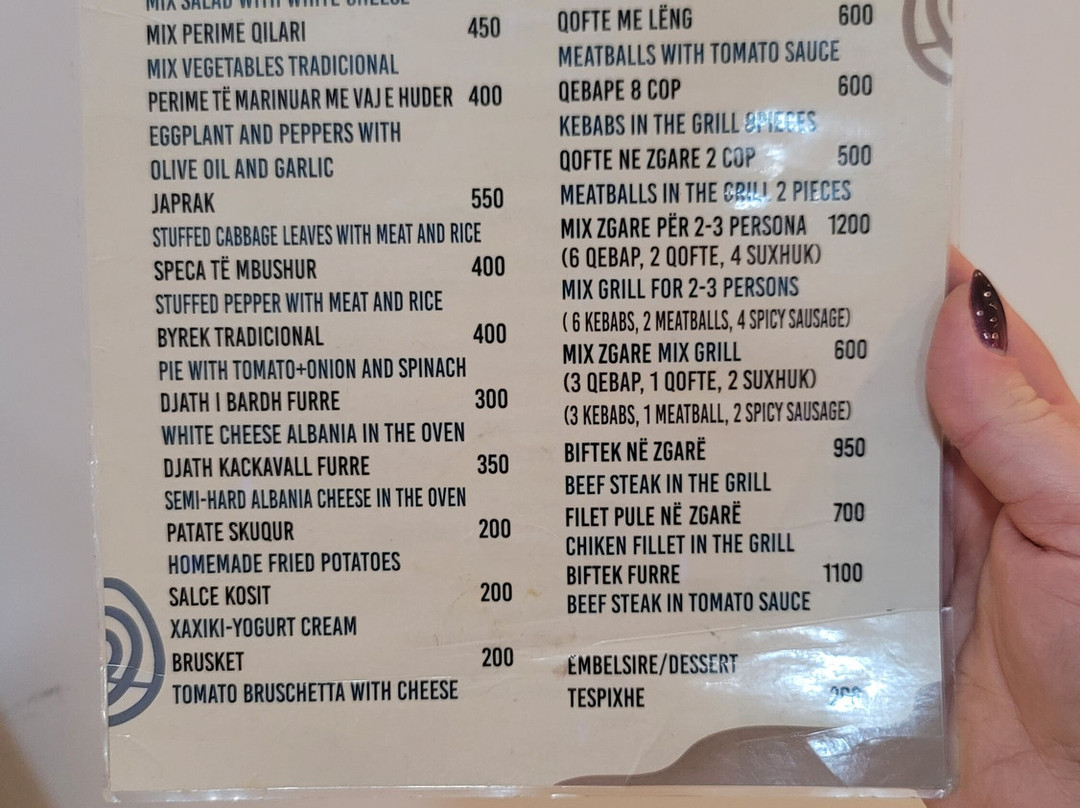 MIX SALAD WITH WHITE CHEESE
MIX PERIME QILARI 450
MIX VEGETABLES TRADICIONAL
PERIME TË MARINUAR ME VAJ E HUDER 400
EGGPLANT AND PEPPERS WITH
OLIVE OIL AND GARLIC
JAPRAK 550
STUFFED CABBAGE LEAVES WITH MEAT AND RICE
SPECA TË MBUSHUR 400
STUFFED PEPPER WITH MEAT AND RICE
BYREK TRADICIONAL 400
PIE WITH TOMATO+ONION AND SPINACH
DJATH I BARDH FURRE 300
WHITE CHEESE ALBANIA IN THE OVEN
DJATH KACKAVALL FURRE 350
SEMI-HARD ALBANIA CHEESE IN THE OVEN
PATATE SKUQUR 200
HOMEMADE FRIED POTATOES
SALCE KOSIT 200
XAXIKI-YOGURT CREAM
BRUSKET 200
TOMATO BRUSCHETTA WITH CHEESE
QOFTE ME LËNG 600
MEATBALLS WITH TOMATO SAUCE
QEBAPE 8 COP 600
KEBABS IN THE GRILL 8PIECES
QOFTE NE ZGARE 2 COP 500
MEATBALLS IN THE GRILL 2 PIECES
MIX ZGARE PËR 2-3 PERSONA 1200
(6 QEBAP, 2 QOFTE, 4 SUXHUK)
MIX GRILL FOR 2-3 PERSONS
( 6 KEBABS, 2 MEATBALLS, 4 SPICY SAUSAGE)
MIX ZGARE MIX GRILL 600
(3 QEBAP, 1 QOFTE, 2 SUXHUK)
(3 KEBABS, 1 MEATBALL, 2 SPICY SAUSAGE)
BIFTEK NË ZGARË 950
BEEF STEAK IN THE GRILL
FILET PULE NË ZGARË 700
CHIKEN FILLET IN THE GRILL
BIFTEK FURRE 1100
BEEF STEAK IN TOMATO SAUCE
ËMBELSIRE/DESSERT
TESPIXHE